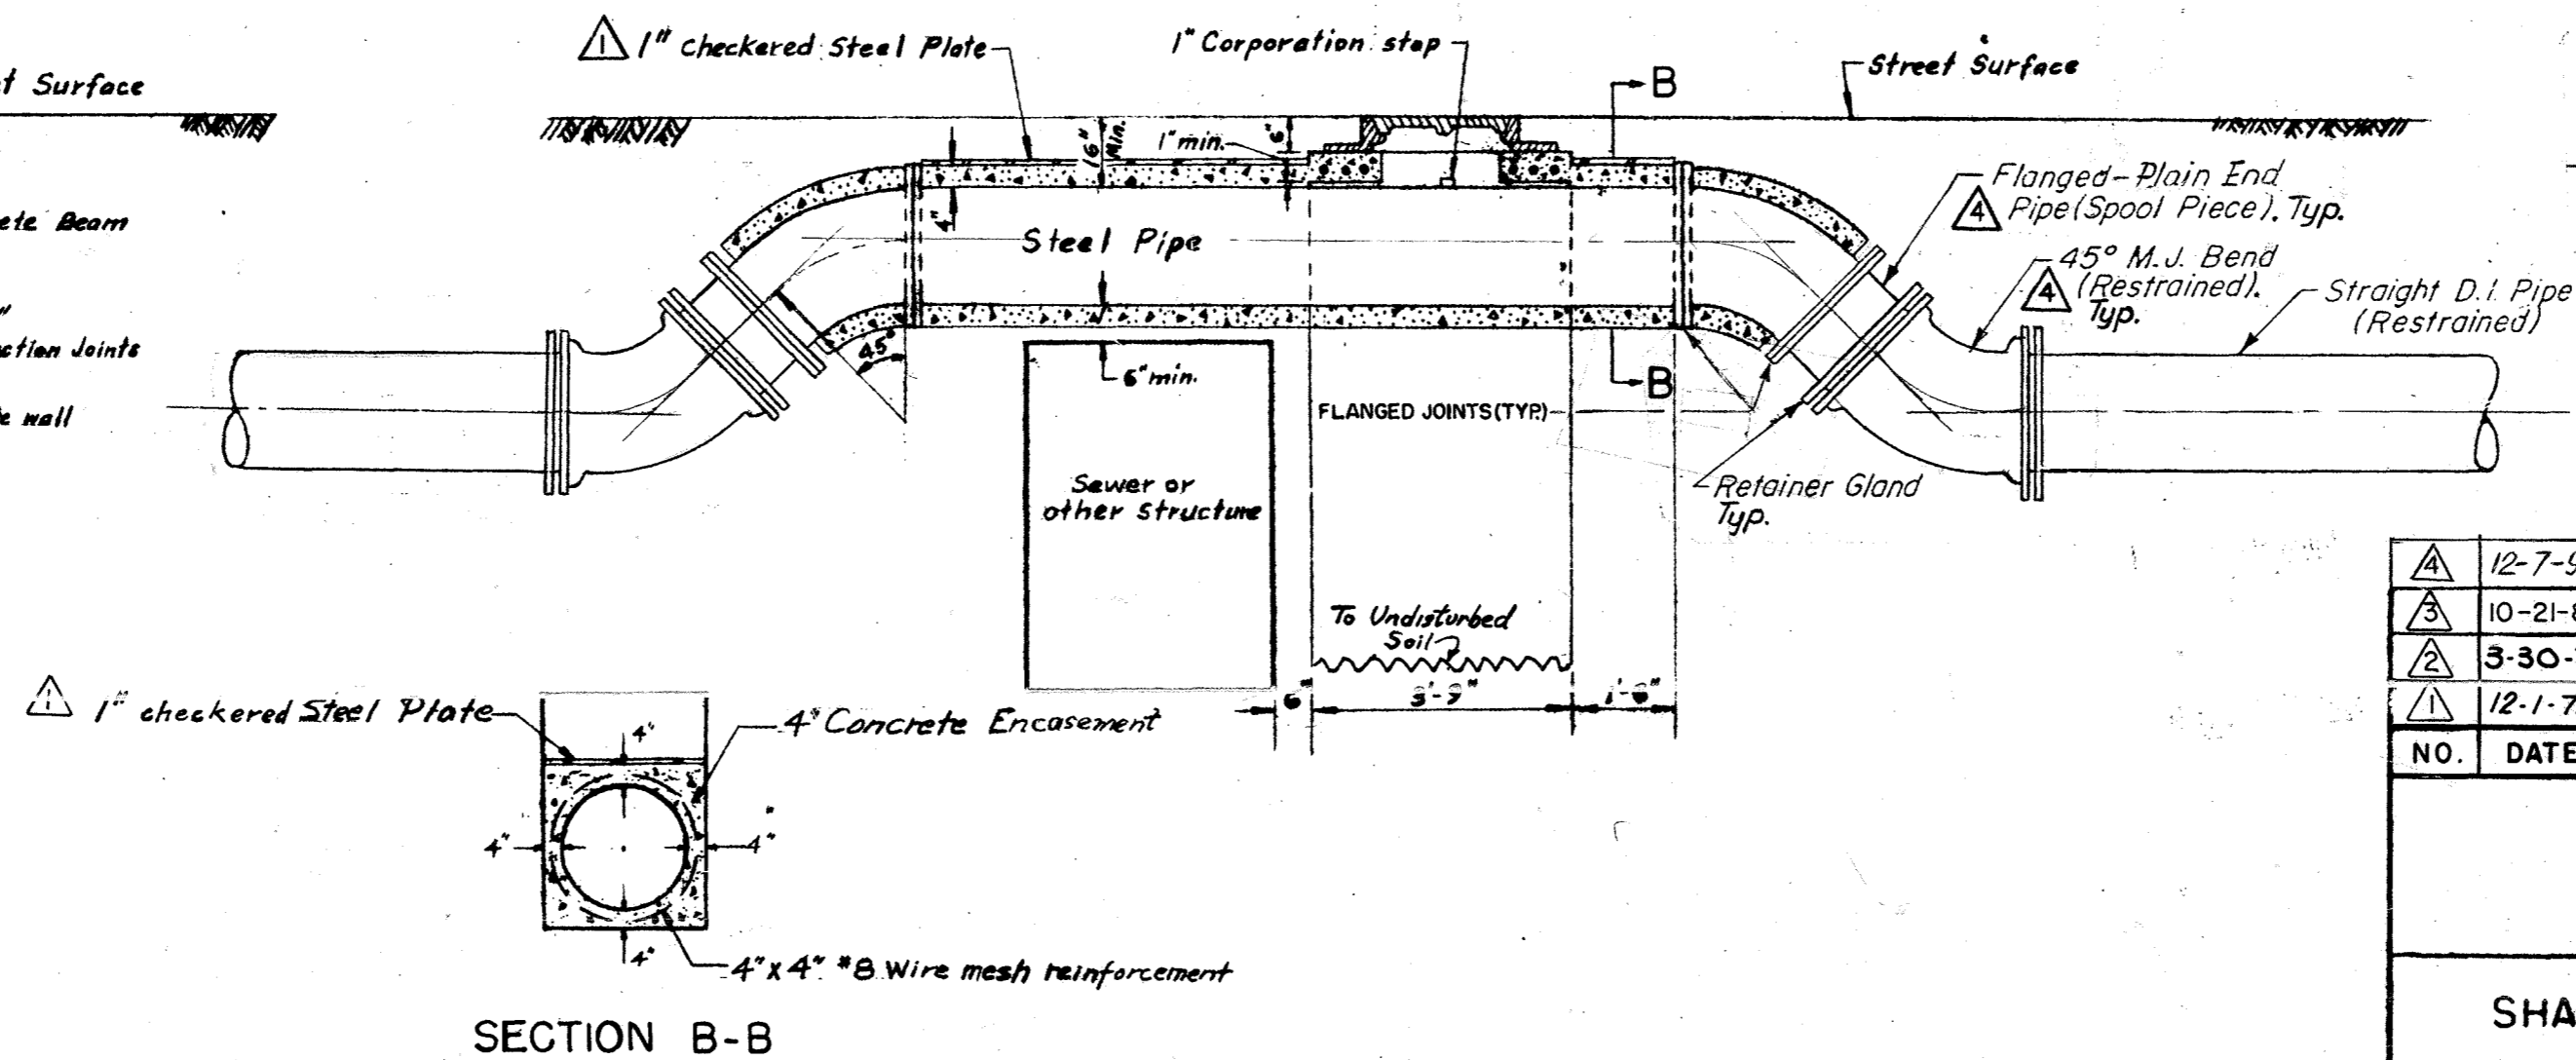 1" checkered Steel Plate
1" Corporation stop
B
Street Surface
Surface
16" Min.
1" min.
6"
Flanged-Plain End
4 Pipe (Spool Piece). Typ.
Beam
4"
Steel Pipe
45° M.J. Bend
4 (Restrained).
Typ.
Straight D.I. Pipe
(Restrained)
Joints
45°
6" min.
B
wall
FLANGED JOINTS (TYP.)
Sewer or
other structure
Retainer Gland
Typ.
To Undisturbed
Soil
6"
3'-9"
1 1" checkered Steel Plate
4" Concrete Encasement
4"
4"
4"
4"
4" x 4" #8 Wire mesh reinforcement
SECTION B-B
4 12-7-9
3 10-21-8
2 3-30-
1 12-1-7
NO. DATE
SHA